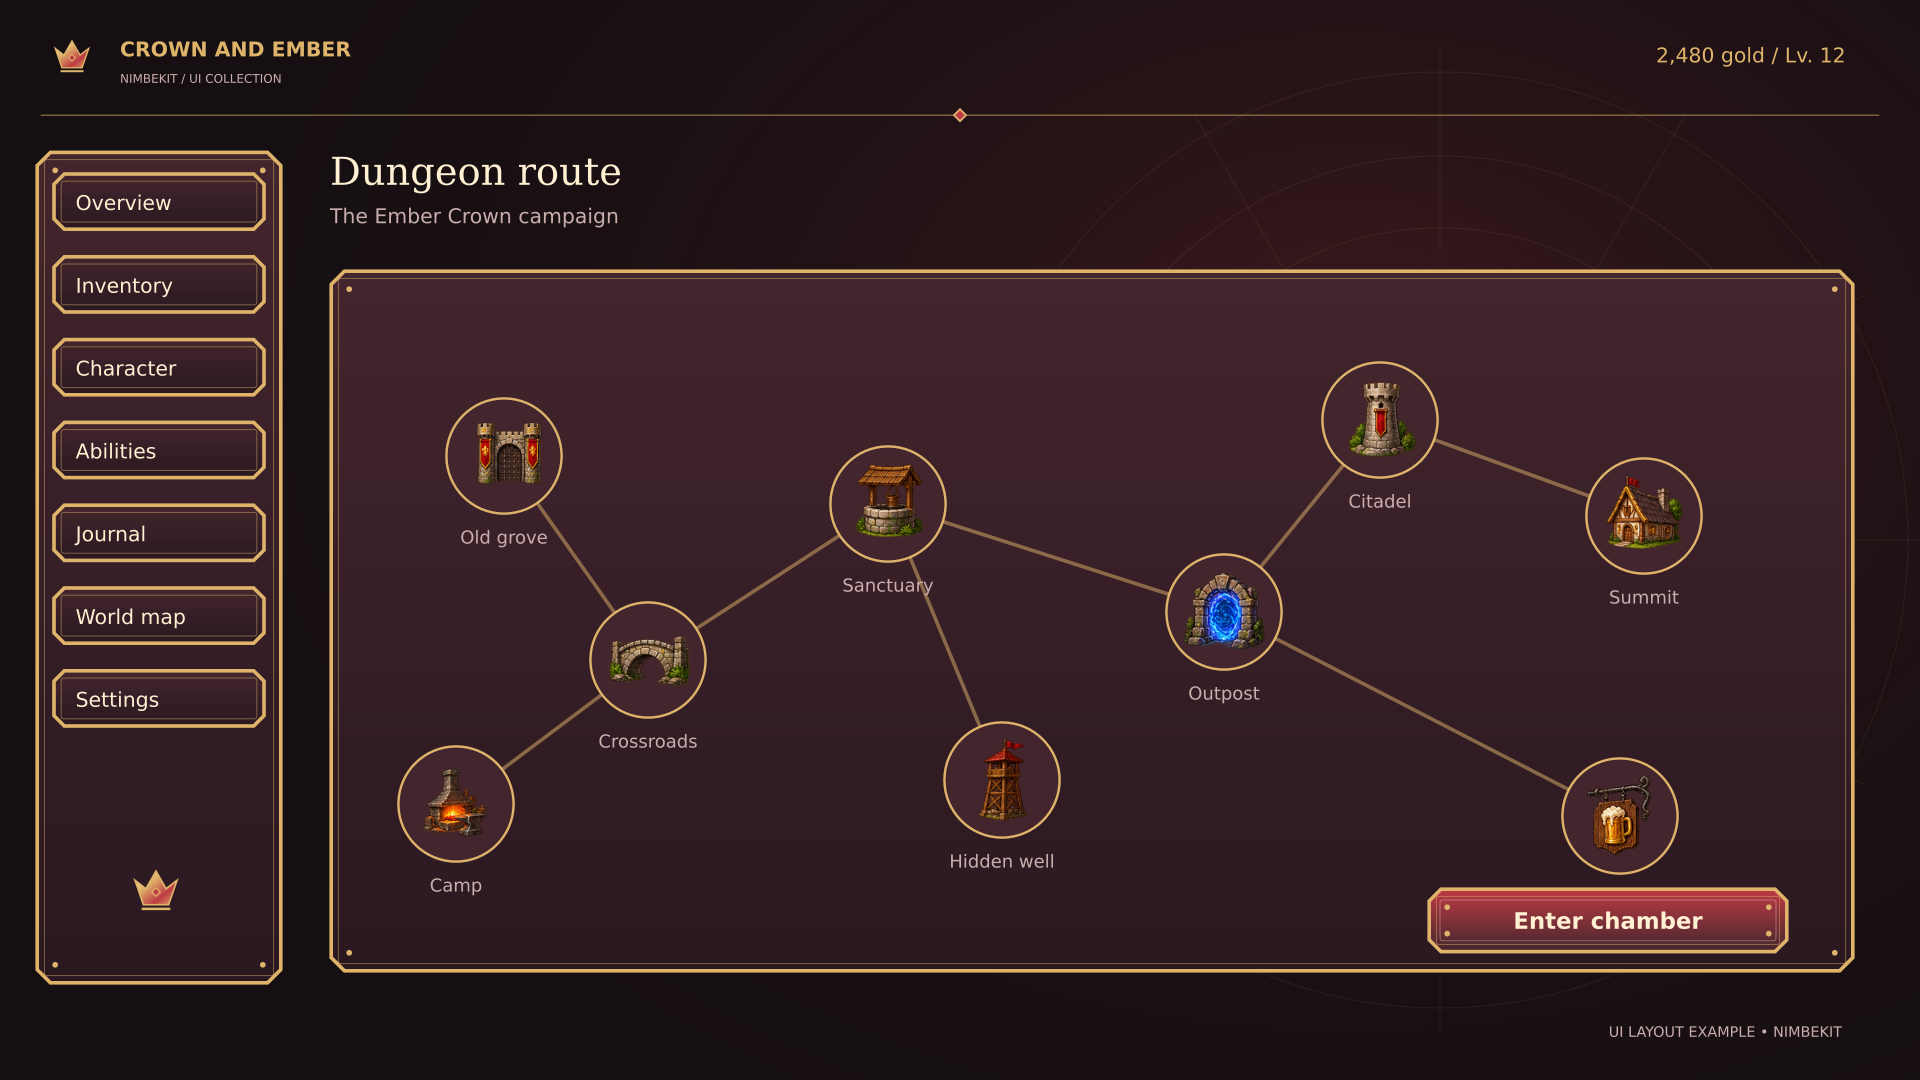 CROWN AND EMBER
NIMBEKIT / UI COLLECTION
2,480 gold / Lv. 12
Overview
Inventory
Character
Abilities
Journal
World map
Settings
Dungeon route
The Ember Crown campaign
Old grove
Sanctuary
Citadel
Summit
Crossroads
Outpost
Camp
Hidden well
Enter chamber
UI LAYOUT EXAMPLE • NIMBEKIT